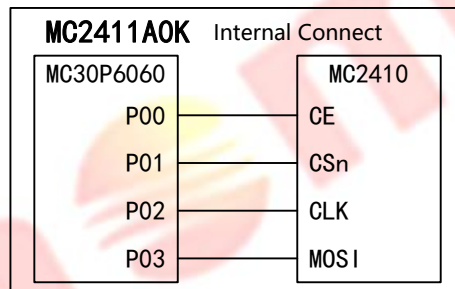 MC2411A0K Internal Connect
MC30P6060 MC2410
P00 CE
P01 CSn
P02 CLK
P03 MOSI